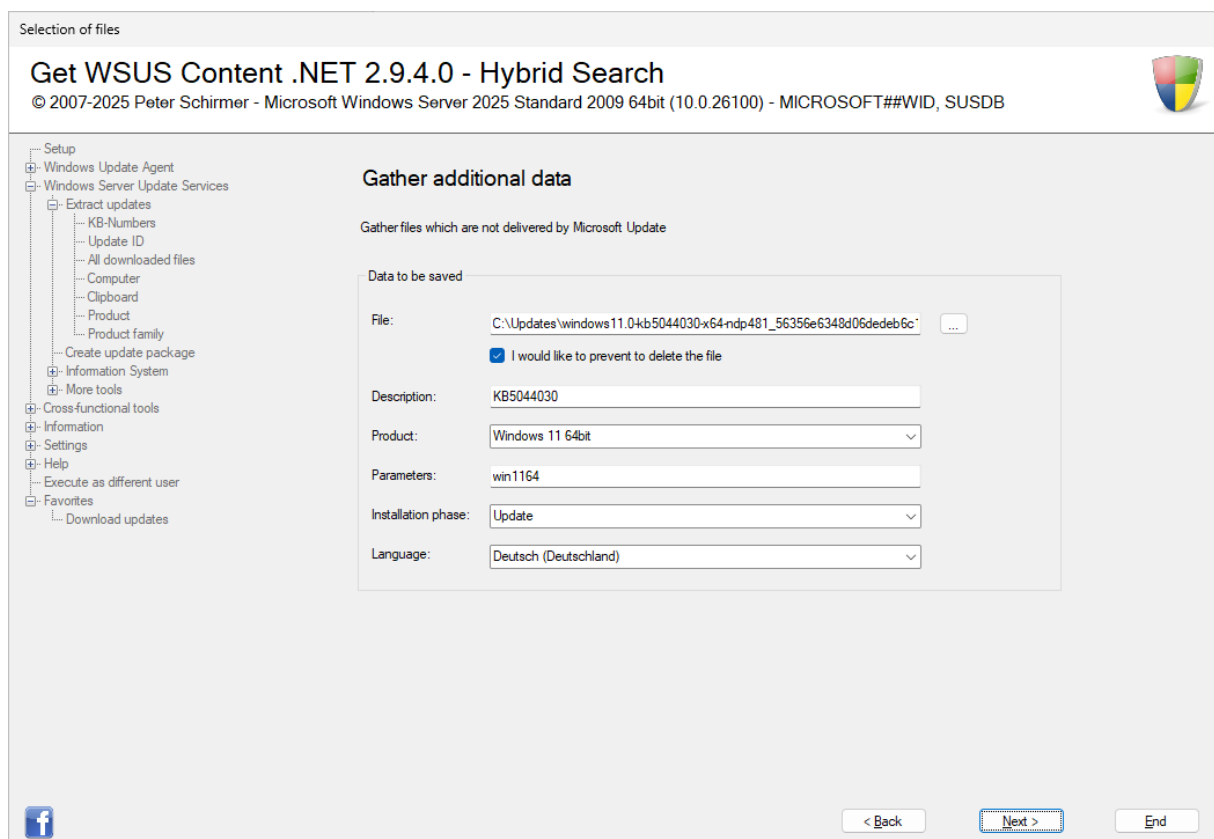 Selection of files
Get WSUS Content .NET 2.9.4.0 - Hybrid Search
© 2007-2025 Peter Schirmer - Microsoft Windows Server 2025 Standard 2009 64bit (10.0.26100) - MICROSOFT##WID, SUSDB
Setup
Windows Update Agent
Windows Server Update Services
Extract updates
KB-Numbers
Update ID
All downloaded files
Computer
Clipboard
Product
Product family
Create update package
Information System
More tools
Cross-functional tools
Information
Settings
Help
Execute as different user
Favorites
Download updates
Gather additional data
Gather files which are not delivered by Microsoft Update
Data to be saved
File:
C:\Updates\windows11.0-kb5044030-x64-ndp481_56356e6348d06dedeb6c1
...
I would like to prevent to delete the file
Description:
KB5044030
Product:
Windows 11 64bit
Parameters:
win1164
Installation phase:
Update
Language:
Deutsch (Deutschland)
f
< Back
Next >
End